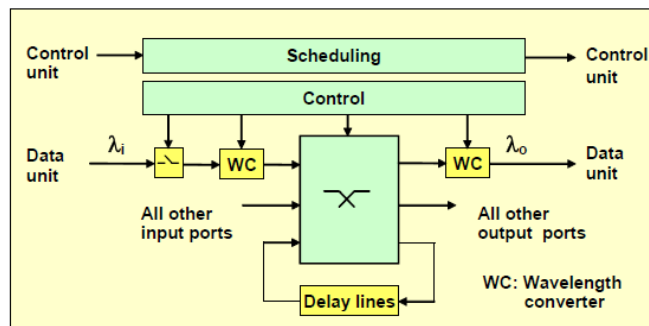 Control
unit
Scheduling
Control
unit
Control
Data
unit
λi
WC
WC
λo
Data
unit
All other
input ports
All other
output ports
Delay lines
WC: Wavelength
converter